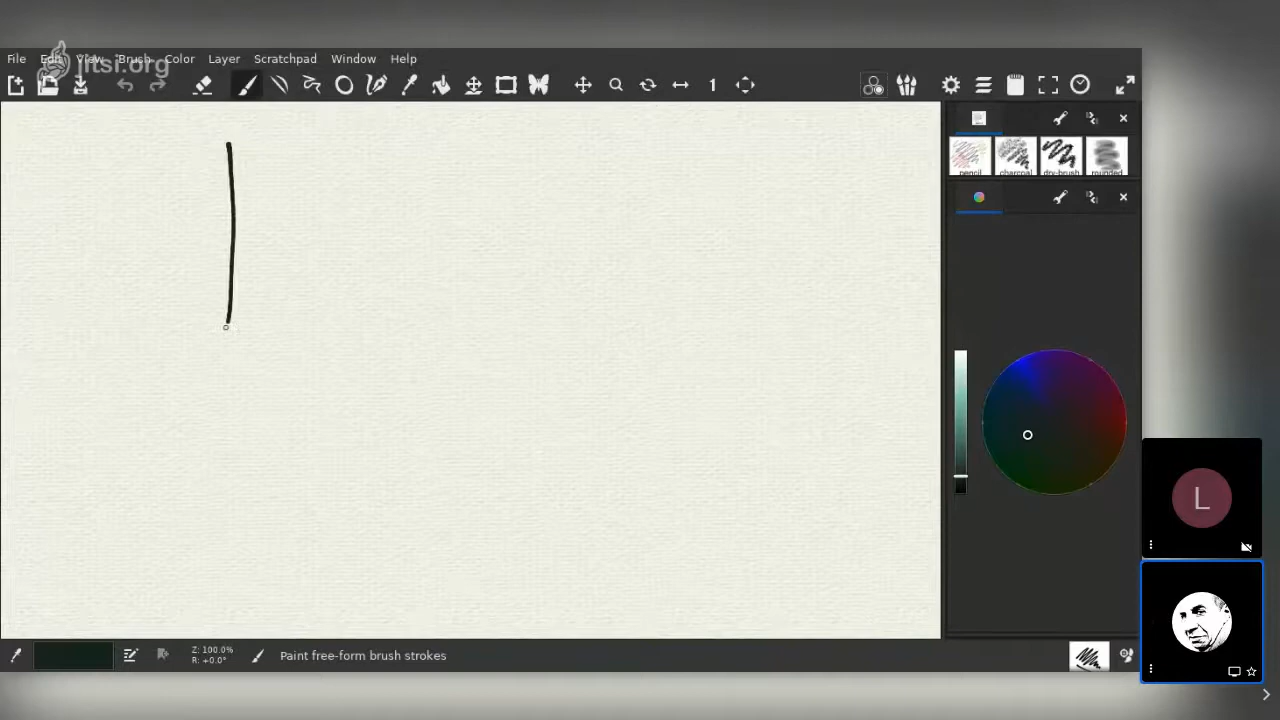 jitsi.org
File Edit View Brush Color Layer Scratchpad Window Help
1
pencil charcoal dry-brush rounded
L
Z: 100.0%
R: +0.0°
Paint free-form brush strokes